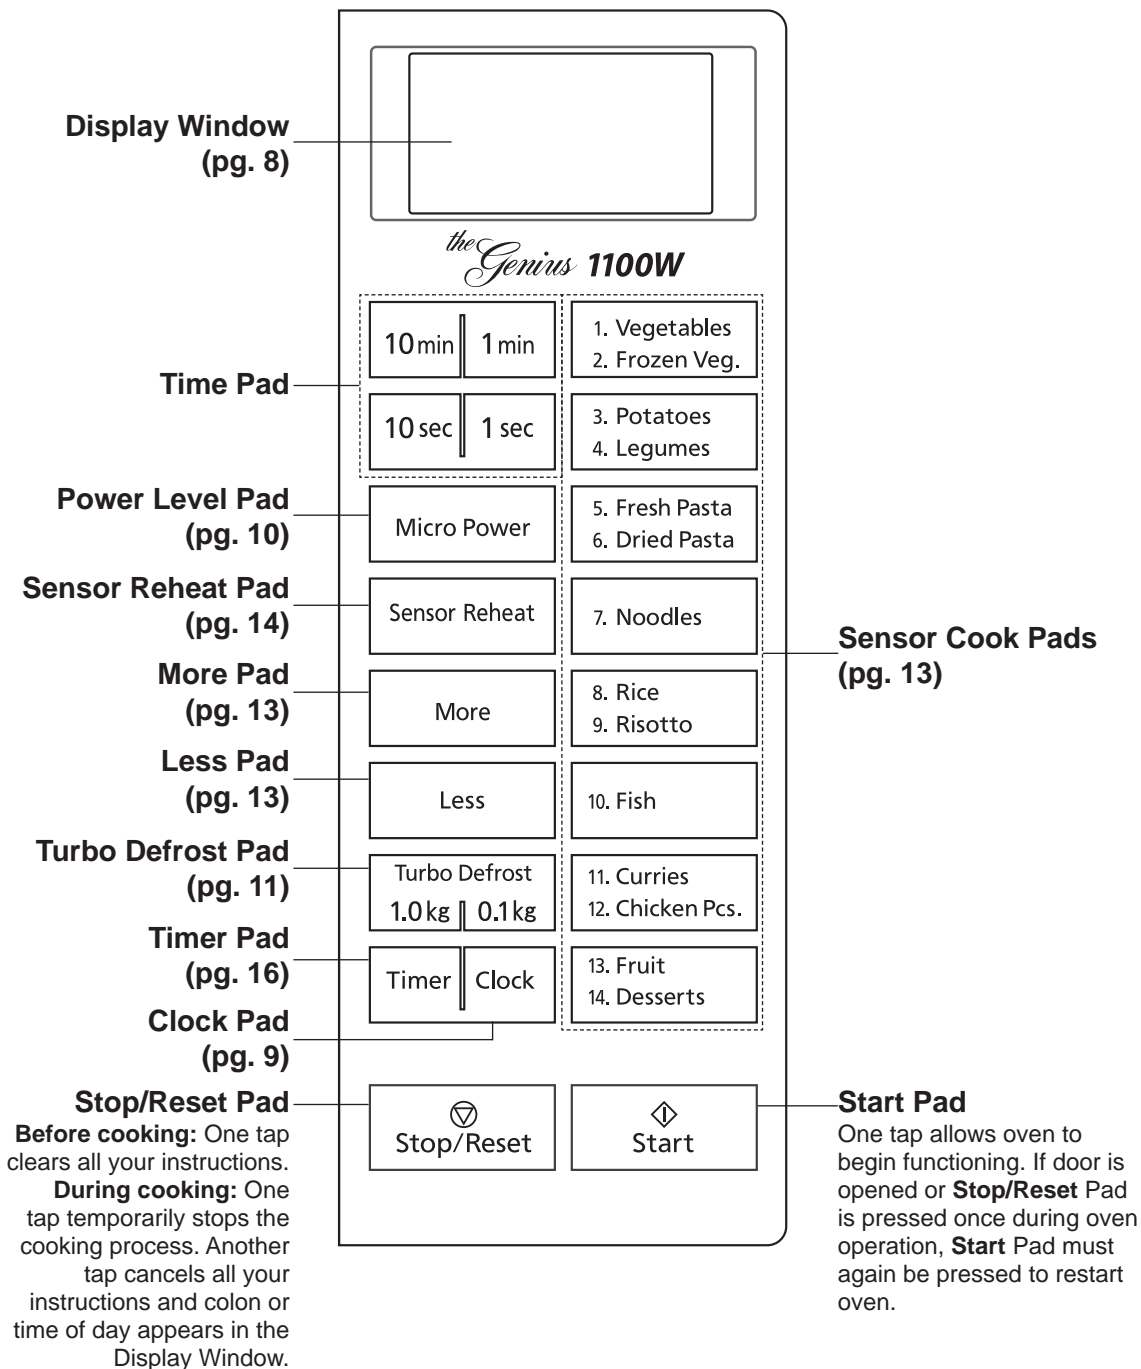 Display Window
(pg. 8)
the Genius 1100W
Time Pad
10 min 1 min
10 sec 1 sec
Power Level Pad
(pg. 10)
Micro Power
Sensor Reheat Pad
(pg. 14)
Sensor Reheat
More Pad
(pg. 13)
More
Less Pad
(pg. 13)
Less
Turbo Defrost Pad
(pg. 11)
Turbo Defrost
1.0 kg 0.1 kg
Timer Pad
(pg. 16)
Timer Clock
Clock Pad
(pg. 9)
1. Vegetables
2. Frozen Veg.
3. Potatoes
4. Legumes
5. Fresh Pasta
6. Dried Pasta
7. Noodles
8. Rice
9. Risotto
10. Fish
11. Curries
12. Chicken Pcs.
13. Fruit
14. Desserts
Sensor Cook Pads
(pg. 13)
Stop/Reset Pad
Before cooking: One tap
clears all your instructions.
During cooking: One
tap temporarily stops the
cooking process. Another
tap cancels all your
instructions and colon or
time of day appears in the
Display Window.
Stop/Reset
Start
Start Pad
One tap allows oven to
begin functioning. If door is
opened or Stop/Reset Pad
is pressed once during oven
operation, Start Pad must
again be pressed to restart
oven.